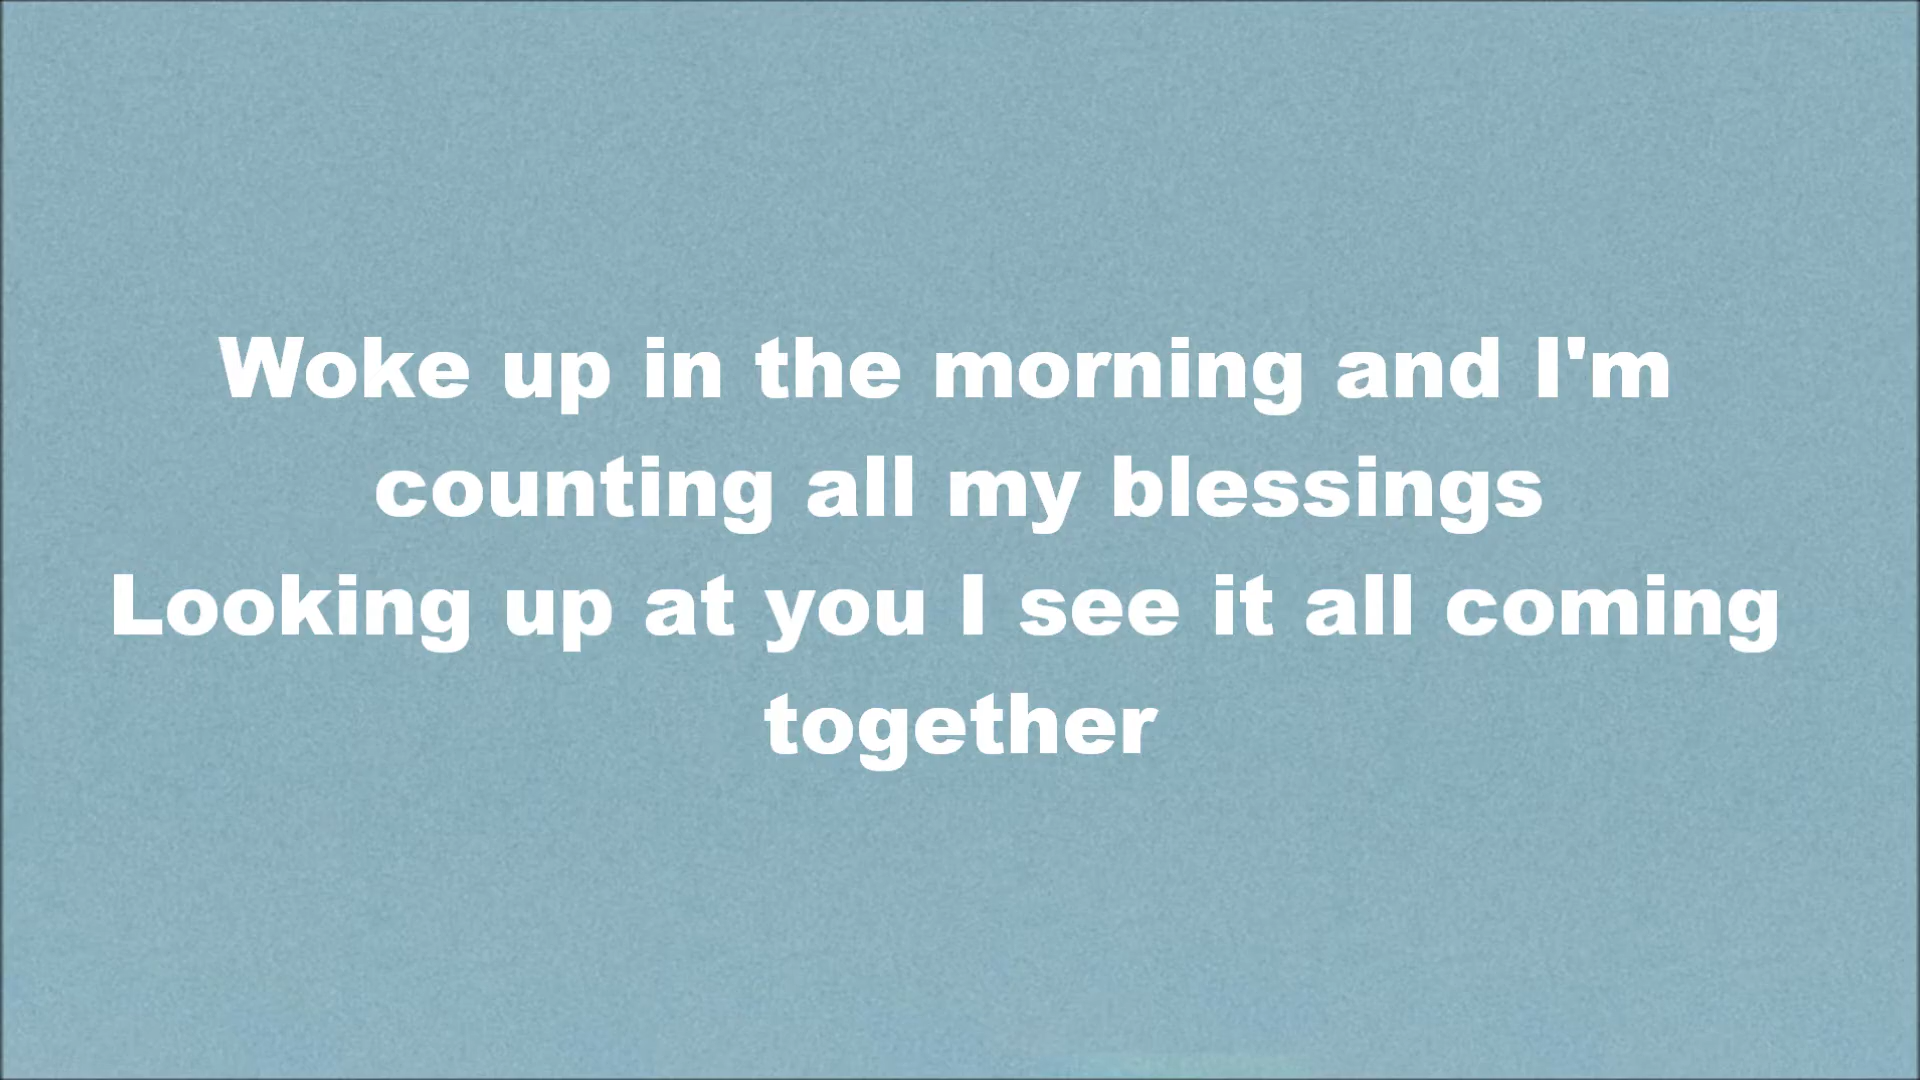 Woke up in the morning and I'm
counting all my blessings
Looking up at you I see it all coming
together